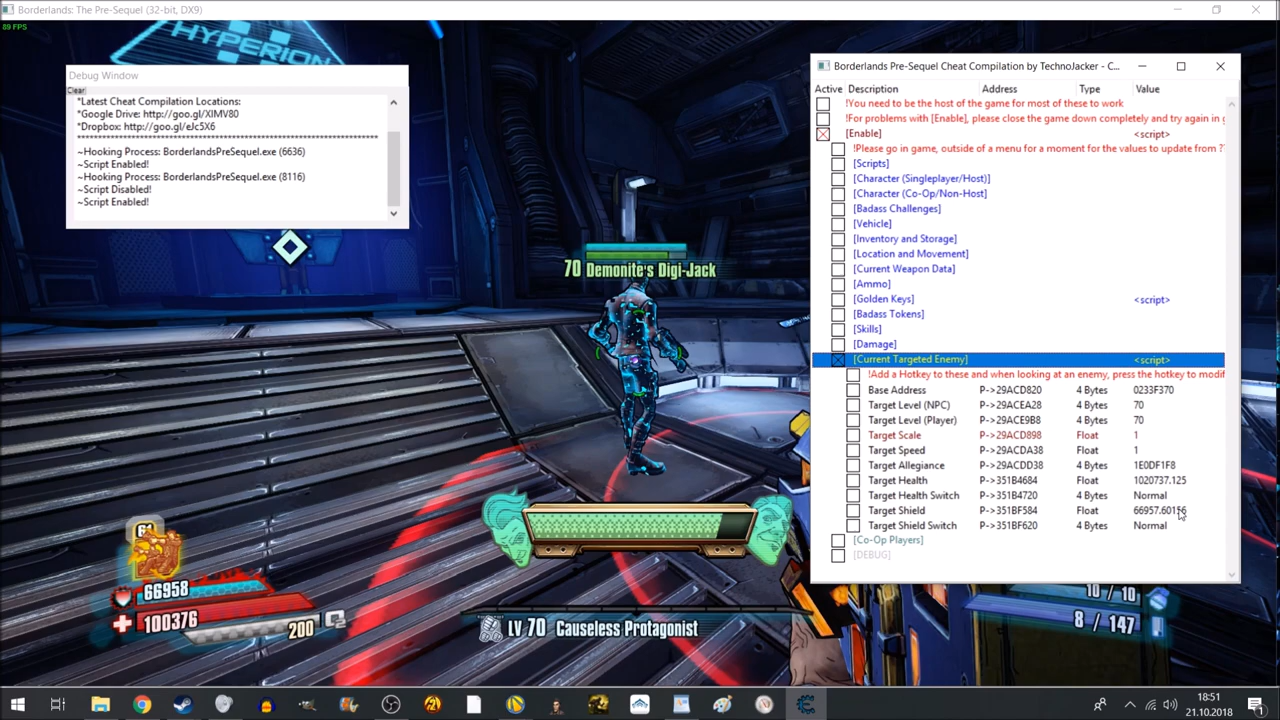 Borderlands: The Pre-Sequel (32-bit, DX9)
89 FPS
HYPERION
Debug Window
Clear
*Latest Cheat Compilation Locations:
*Google Drive: http://goo.gl/XIMV80
*Dropbox: http://goo.gl/eJc5X6
~Hooking Process: BorderlandsPreSequel.exe (6636)
~Script Enabled!
~Hooking Process: BorderlandsPreSequel.exe (8116)
~Script Disabled!
~Script Enabled!
70 Demonite's Digi-Jack
Borderlands Pre-Sequel Cheat Compilation by TechnoJacker - C...
Active Description Address Type Value
!You need to be the host of the game for most of these to work
!For problems with [Enable], please close the game down completely and try again in g
[Enable] <script>
!Please go in game, outside of a menu for a moment for the values to update from ??
[Scripts]
[Character (Singleplayer/Host)]
[Character (Co-Op/Non-Host]
[Badass Challenges]
[Vehicle]
[Inventory and Storage]
[Location and Movement]
[Current Weapon Data]
[Ammo]
[Golden Keys] <script>
[Badass Tokens]
[Skills]
[Damage]
[Current Targeted Enemy] <script>
!Add a Hotkey to these and when looking at an enemy, press the hotkey to modif
Base Address P->29ACD820 4 Bytes 0233F370
Target Level (NPC) P->29ACEA28 4 Bytes 70
Target Level (Player) P->29ACE9B8 4 Bytes 70
Target Scale P->29ACD898 Float 1
Target Speed P->29ACDA38 Float 1
Target Allegiance P->29ACDD38 4 Bytes 1E0DF1F8
Target Health P->351B4684 Float 1020737.125
Target Health Switch P->351B4720 4 Bytes Normal
Target Shield P->351BF584 Float 66957.60156
Target Shield Switch P->351BF620 4 Bytes Normal
[Co-Op Players]
[DEBUG]
66958
100376
200
LV 70 Causeless Protagonist
10 / 10
8 / 147
18:51
21.10.2018